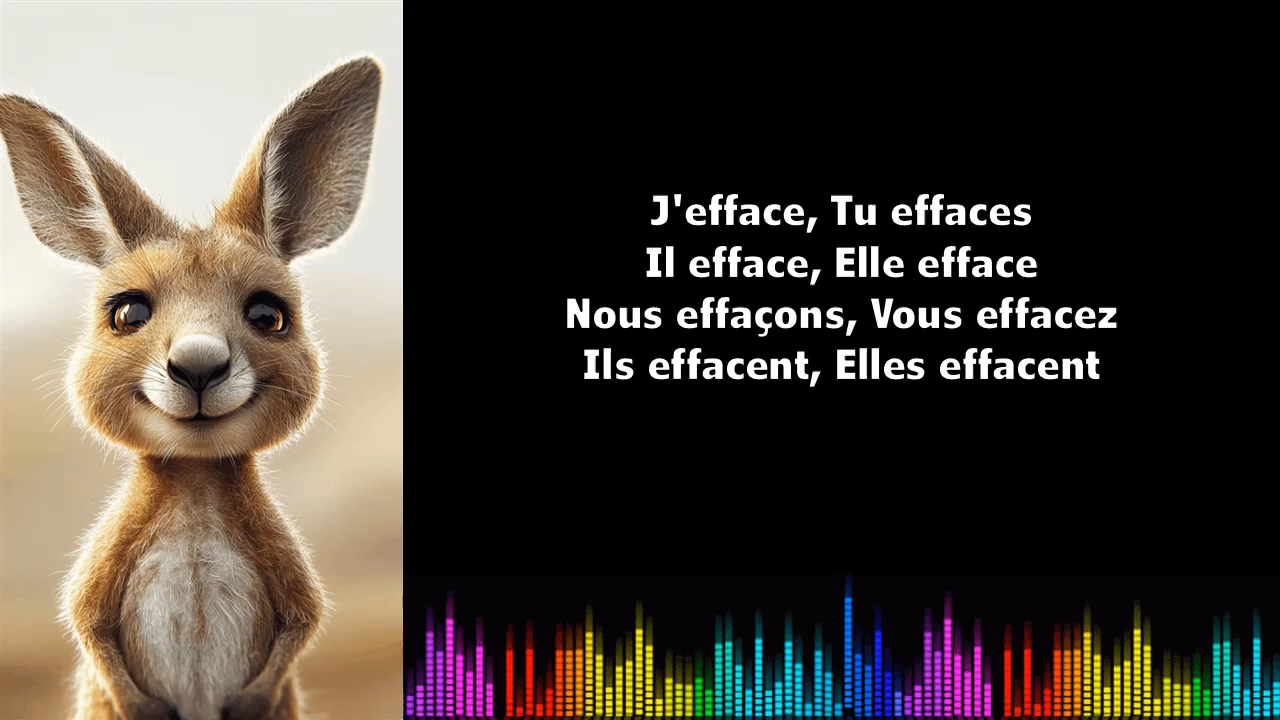 J'efface, Tu effaces
Il efface, Elle efface
Nous effaçons, Vous effacez
Ils effacent, Elles effacent